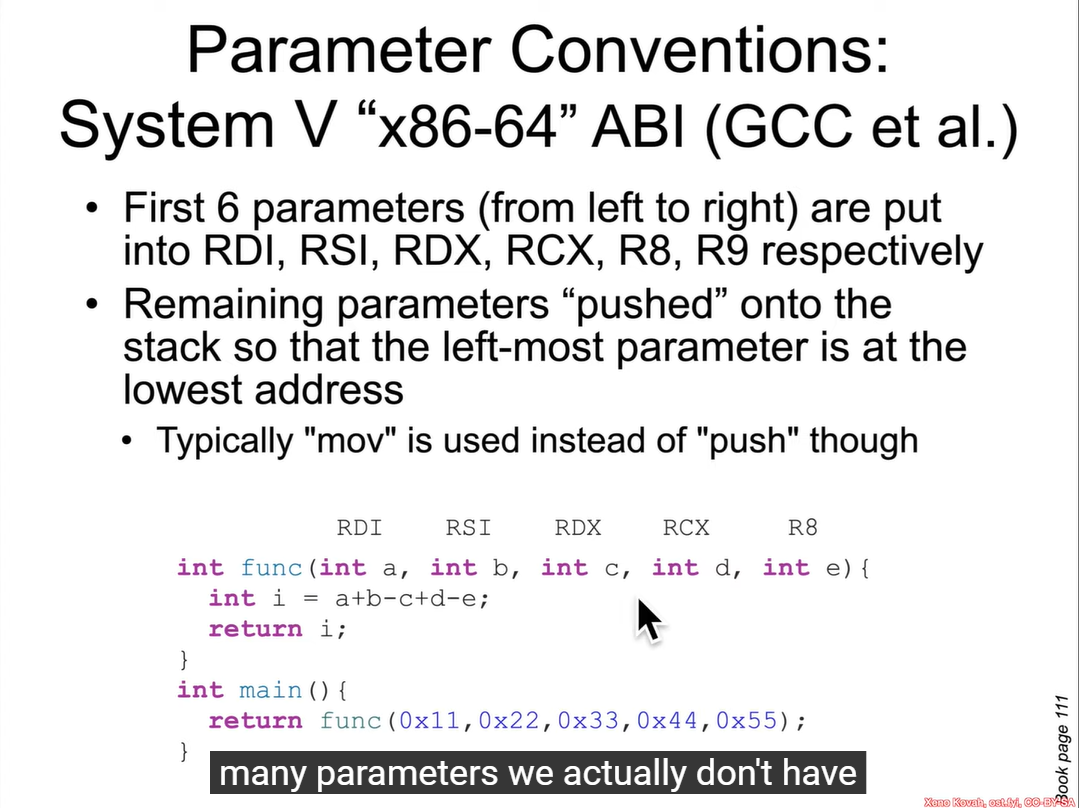 Parameter Conventions:
System V “x86-64” ABI (GCC et al.)
• First 6 parameters (from left to right) are put
into RDI, RSI, RDX, RCX, R8, R9 respectively
• Remaining parameters “pushed” onto the
stack so that the left-most parameter is at the
lowest address
• Typically "mov" is used instead of "push" though
RDI RSI RDX RCX R8
int func(int a, int b, int c, int d, int e){
int i = a+b-c+d-e;
return i;
}
int main(){
return func(0x11,0x22,0x33,0x44,0x55);
}
many parameters we actually don't have
Book page 111
Xeno Kovah, ost.fyi, CC-BY-SA